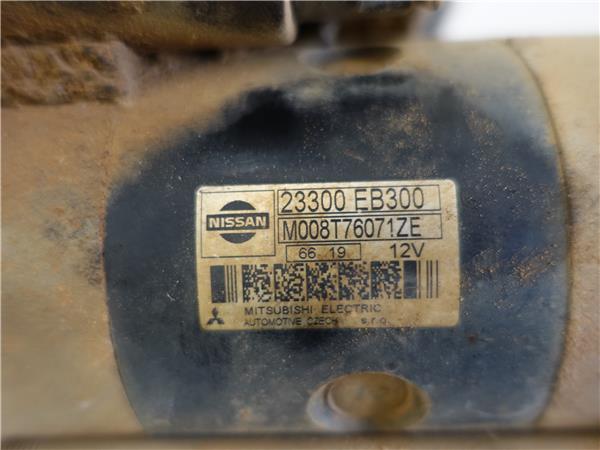 NISSAN
23300 EB300
M008T76071ZE
66 19 12V
MITSUBISHI ELECTRIC
AUTOMOTIVE CZECH s.r.o.